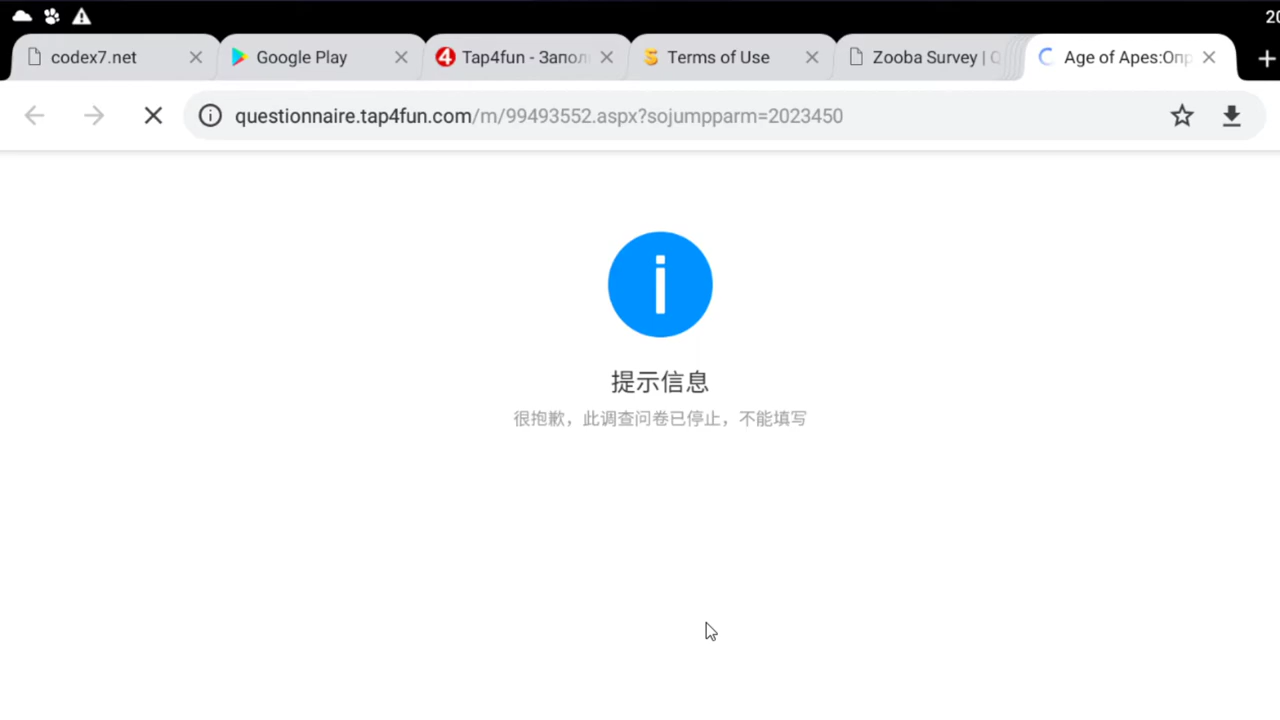 20
codex7.net
Google Play
Tap4fun - Запол
Terms of Use
Zooba Survey | Q
Age of Apes:Опр
questionnaire.tap4fun.com/m/99493552.aspx?sojumpparm=2023450
提示信息
很抱歉，此调查问卷已停止，不能填写